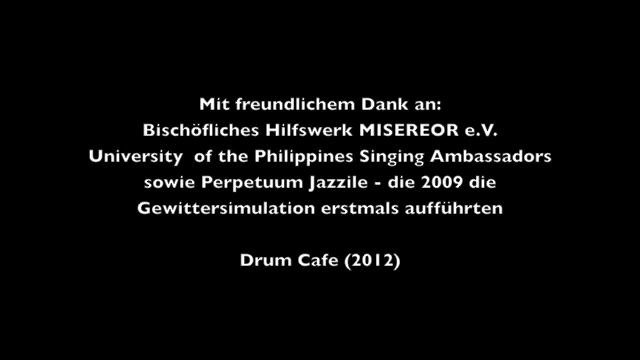 Mit freundlichem Dank an:
Bischöfliches Hilfswerk MISEREOR e.V.
University of the Philippines Singing Ambassadors
sowie Perpetuum Jazzile - die 2009 die
Gewittersimulation erstmals aufführten
Drum Cafe (2012)